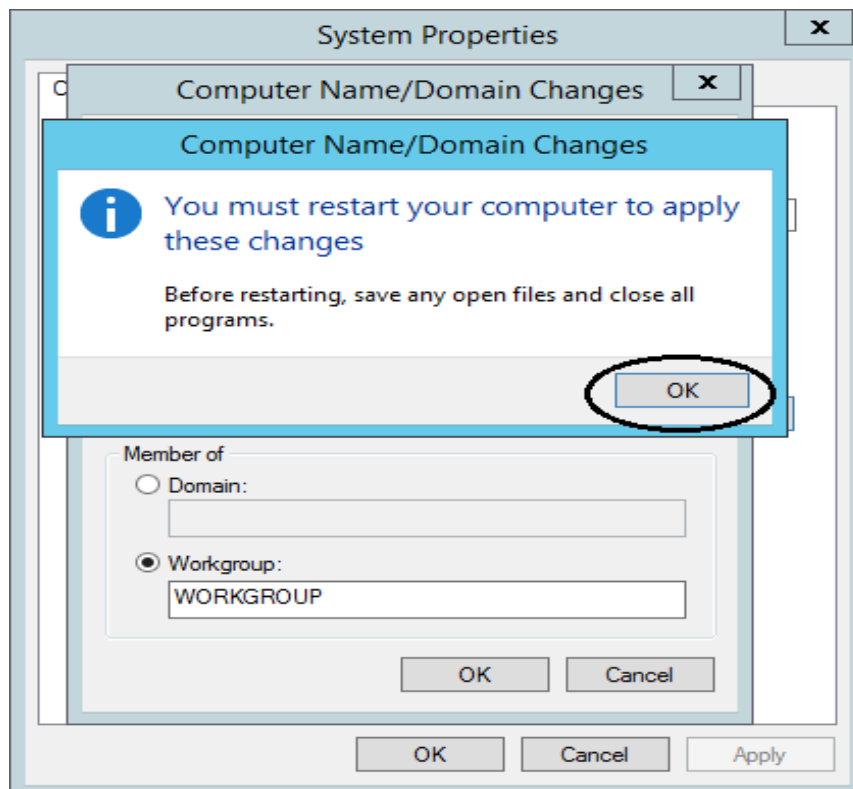 System Properties
x
C
Computer Name/Domain Changes
x
Computer Name/Domain Changes
You must restart your computer to apply
these changes
Before restarting, save any open files and close all
programs.
OK
Member of
Domain:
Workgroup:
WORKGROUP
OK Cancel
OK Cancel Apply